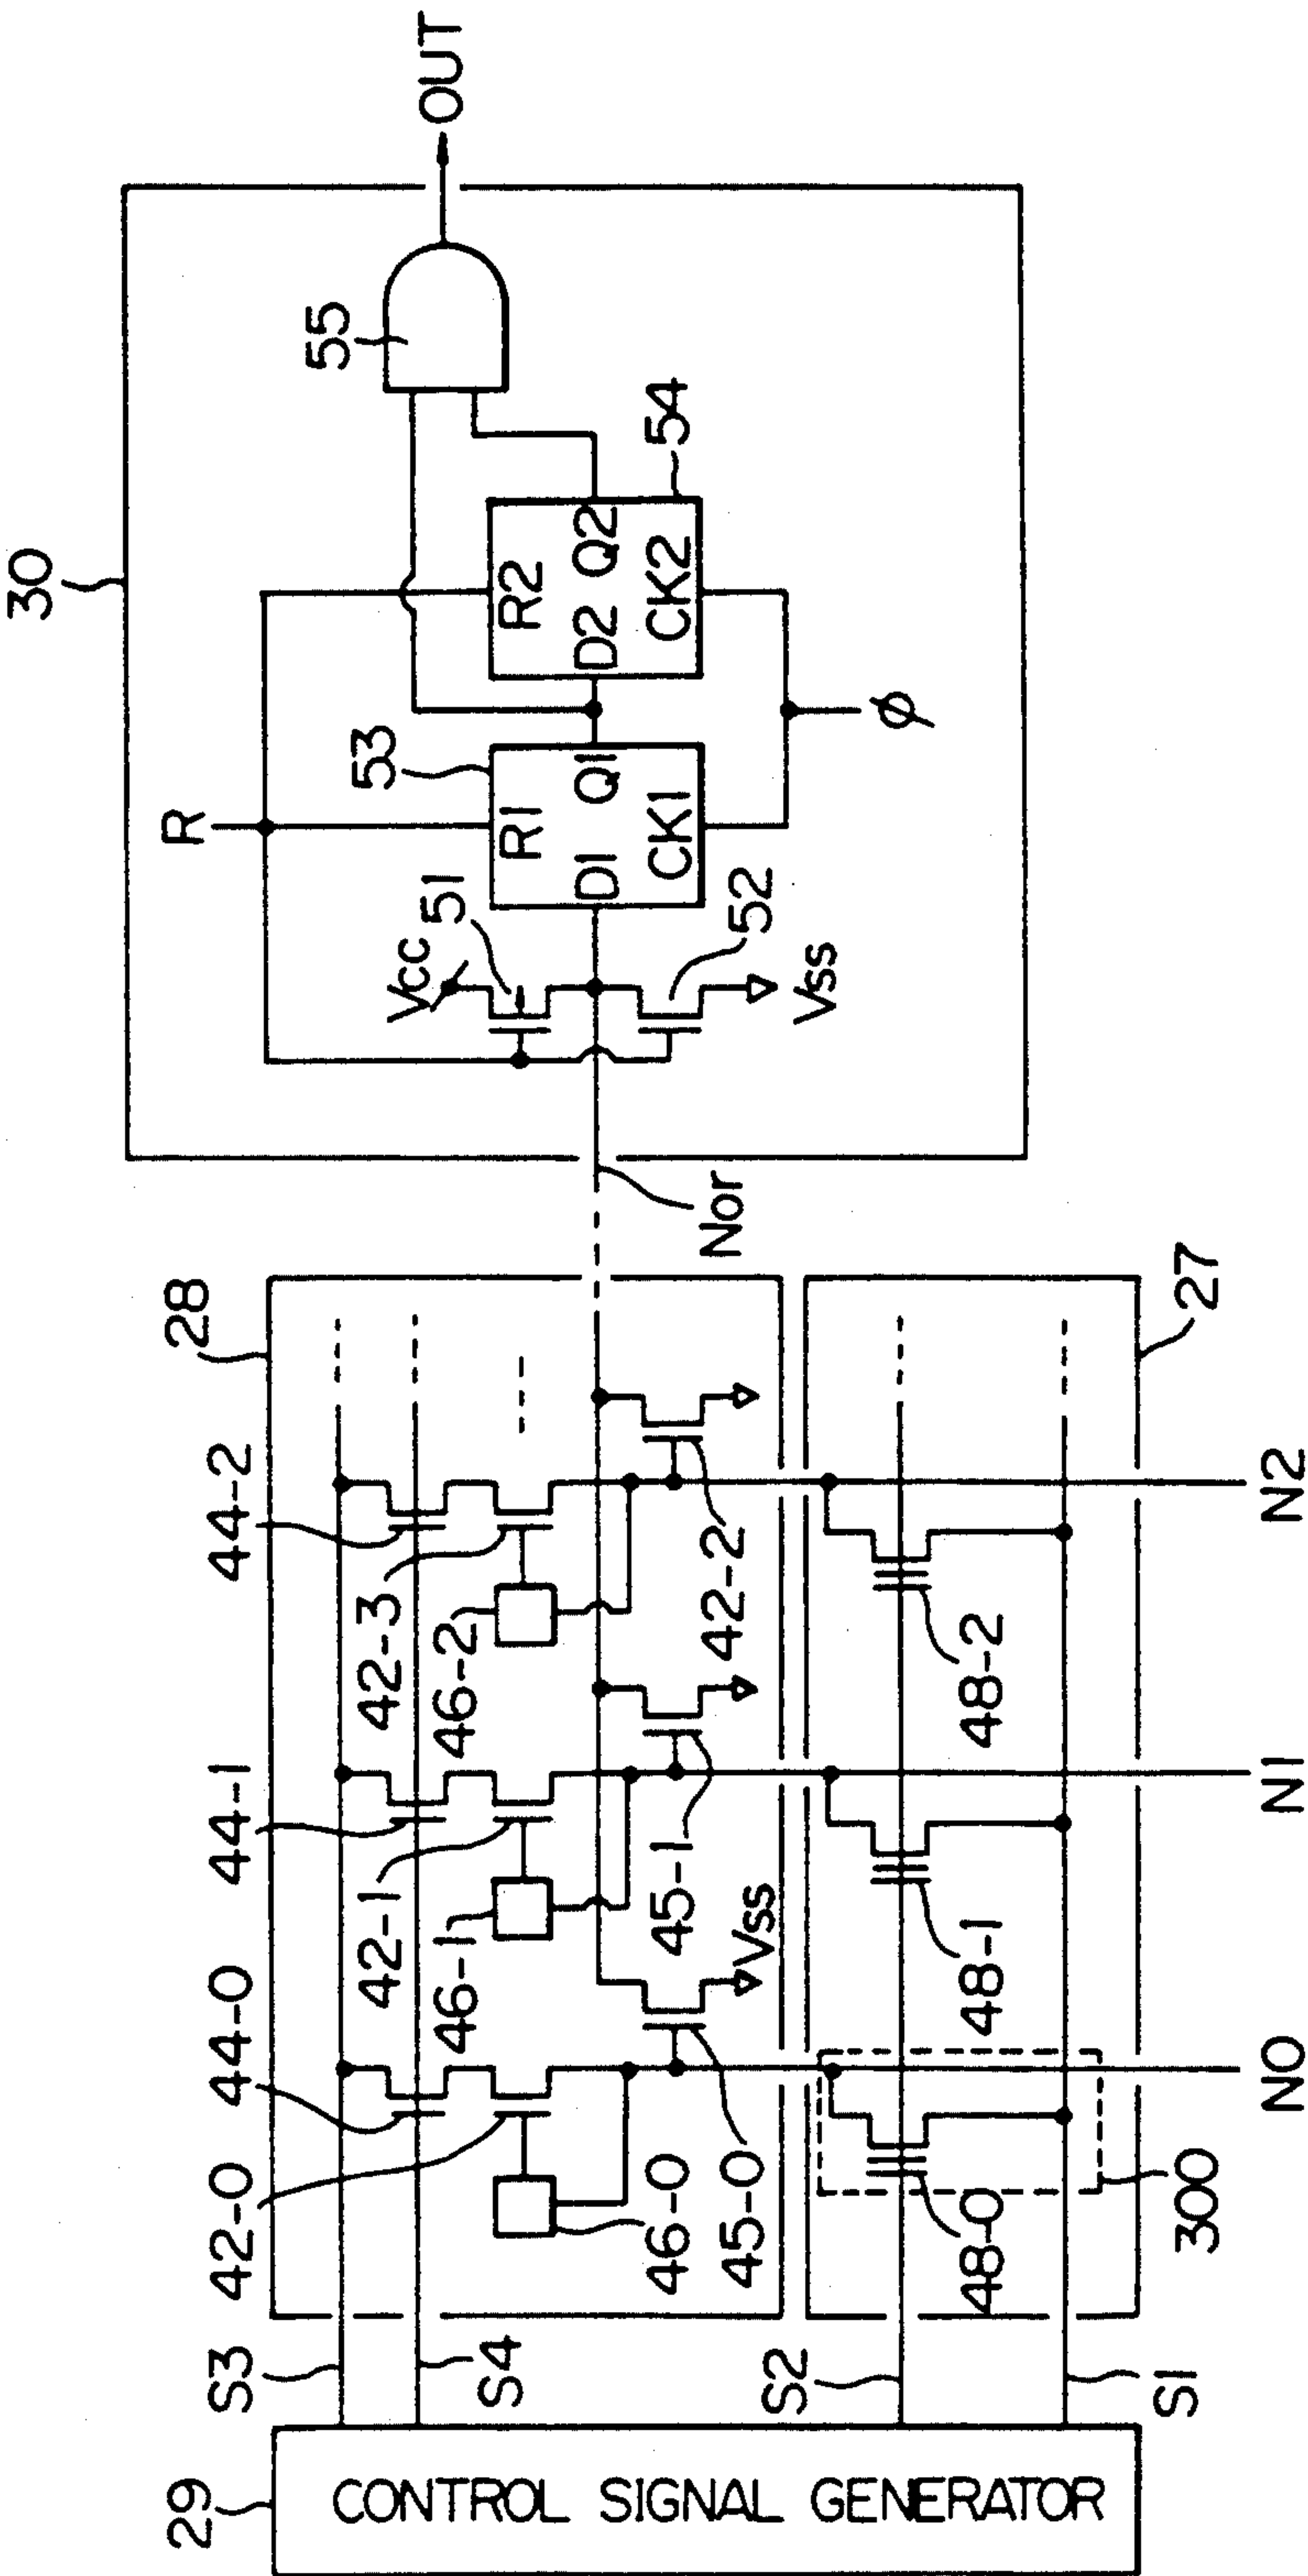 29
CONTROL SIGNAL GENERATOR
S3
S4
S2
S1
28
42-0
44-0
42-1
44-1
42-3
44-2
46-0
46-1
46-2
45-0
45-1
42-2
Vss
27
48-0
48-1
48-2
300
N0
N1
N2
Nor
30
R
Vcc
51
52
Vss
53
R1
D1
Q1
CK1
54
R2
D2
Q2
CK2
φ
55
OUT